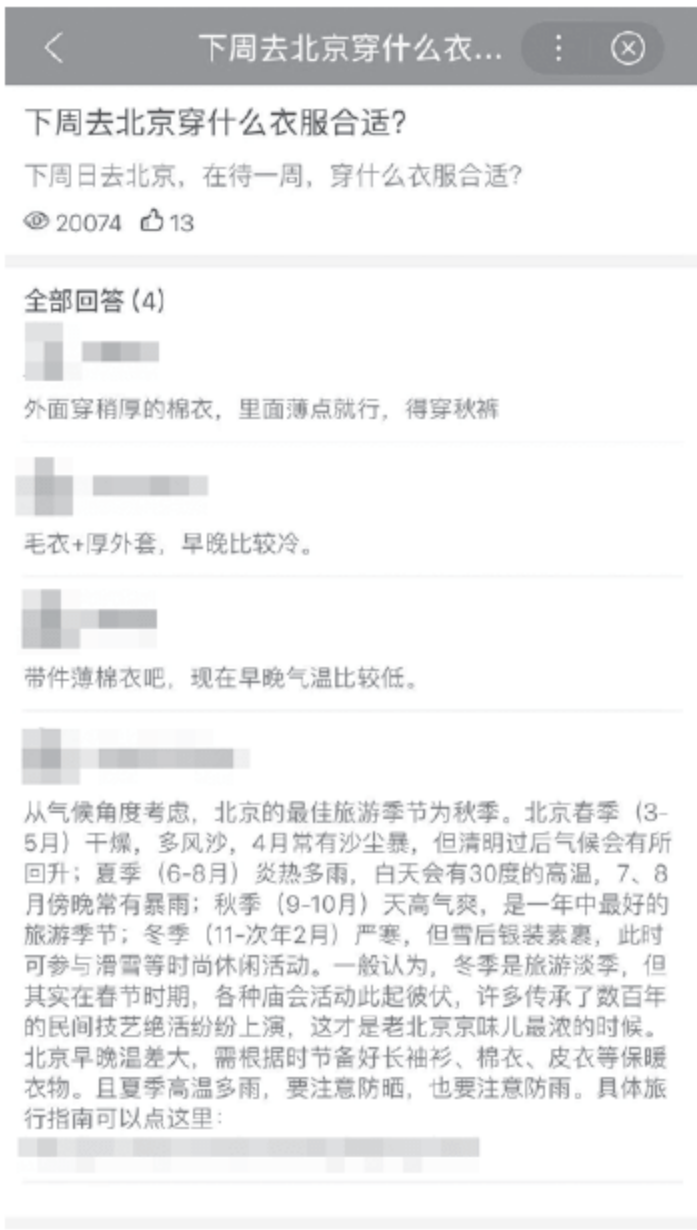 下周去北京穿什么衣...
下周去北京穿什么衣服合适?
下周日去北京，在待一周，穿什么衣服合适?
20074 13
全部回答 (4)
外面穿稍厚的棉衣，里面薄点就行，得穿秋裤
毛衣+厚外套，早晚比较冷。
带件薄棉衣吧，现在早晚气温比较低。
从气候角度考虑，北京的最佳旅游季节为秋季。北京春季（3-
5月）干燥，多风沙，4月常有沙尘暴，但清明过后气候会有所
回升；夏季（6-8月）炎热多雨，白天会有30度的高温，7、8
月傍晚常有暴雨；秋季（9-10月）天高气爽，是一年中最好的
旅游季节；冬季（11-次年2月）严寒，但雪后银装素裹，此时
可参与滑雪等时尚休闲活动。一般认为，冬季是旅游淡季，但
其实在春节时期，各种庙会活动此起彼伏，许多传承了数百年
的民间技艺绝活纷纷上演，这才是老北京京味儿最浓的时候。
北京早晚温差大，需根据时节备好长袖衫、棉衣、皮衣等保暖
衣物。且夏季高温多雨，要注意防晒，也要注意防雨。具体旅
行指南可以点这里：